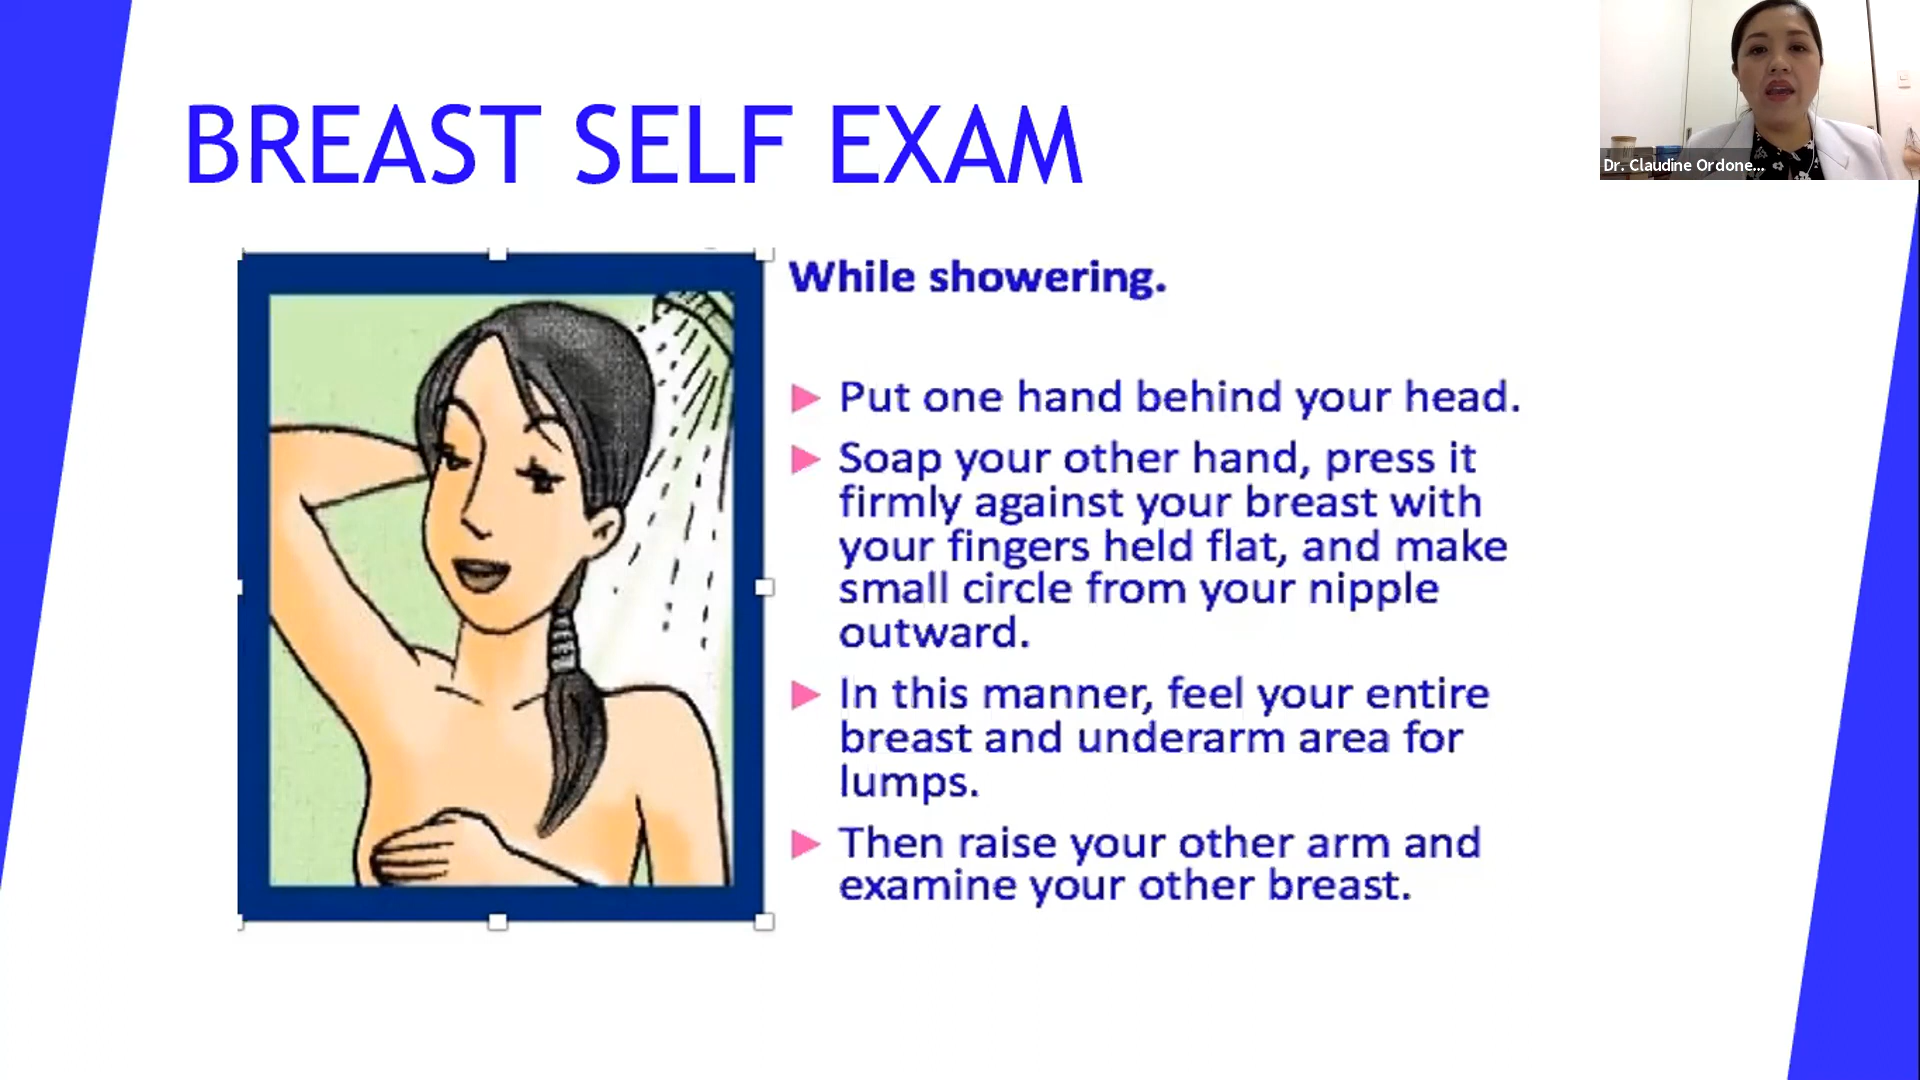 BREAST SELF EXAM
Dr. Claudine Ordone...
While showering.
Put one hand behind your head.
Soap your other hand, press it
firmly against your breast with
your fingers held flat, and make
small circle from your nipple
outward.
In this manner, feel your entire
breast and underarm area for
lumps.
Then raise your other arm and
examine your other breast.